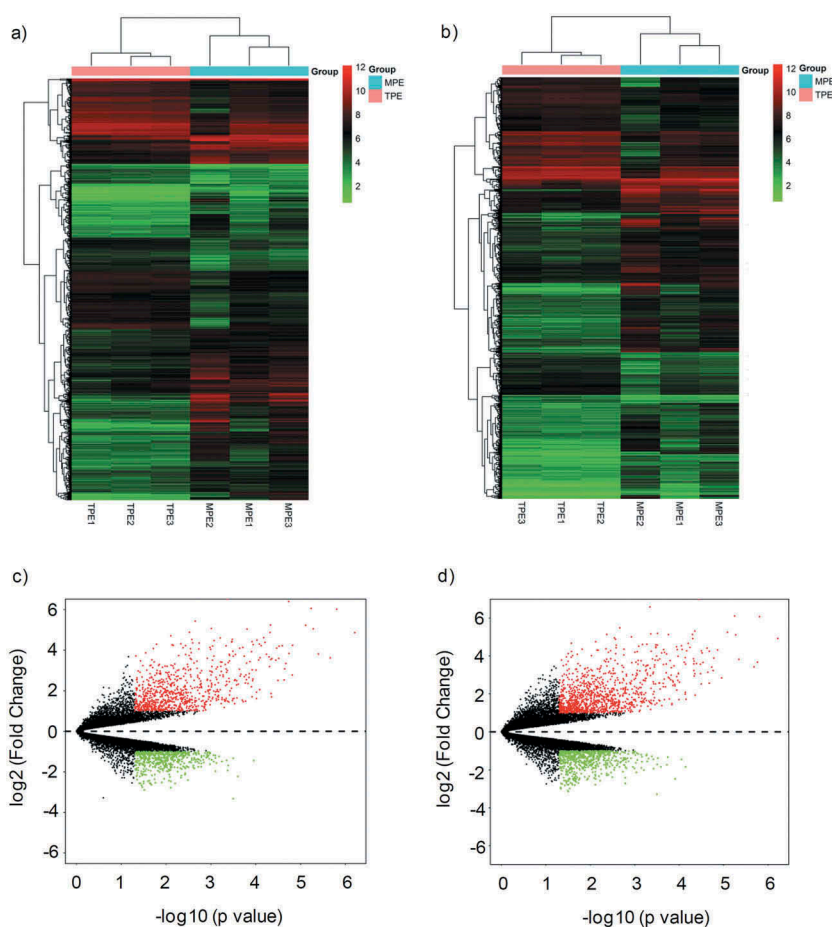 a)
Group
12
Group
MPE
10
TPE
8
6
4
2
TPE1
TPE2
TPE3
MPE2
MPE1
MPE3
b)
Group
12
Group
MPE
10
TPE
8
6
4
2
TPE3
TPE1
TPE2
MPE2
MPE1
MPE3
c)
log2 (Fold Change)
6
4
2
0
-2
-4
-6
0 1 2 3 4 5 6
-log10 (p value)
d)
log2 (Fold Change)
6
4
2
0
-2
-4
-6
0 1 2 3 4 5 6
-log10 (p value)